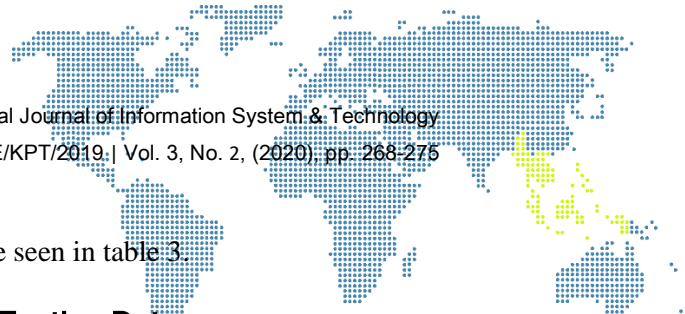 al Journal of Information System & Technology
E/KPT/2019 | Vol. 3, No. 2, (2020), pp. 268-275
e seen in table 3.